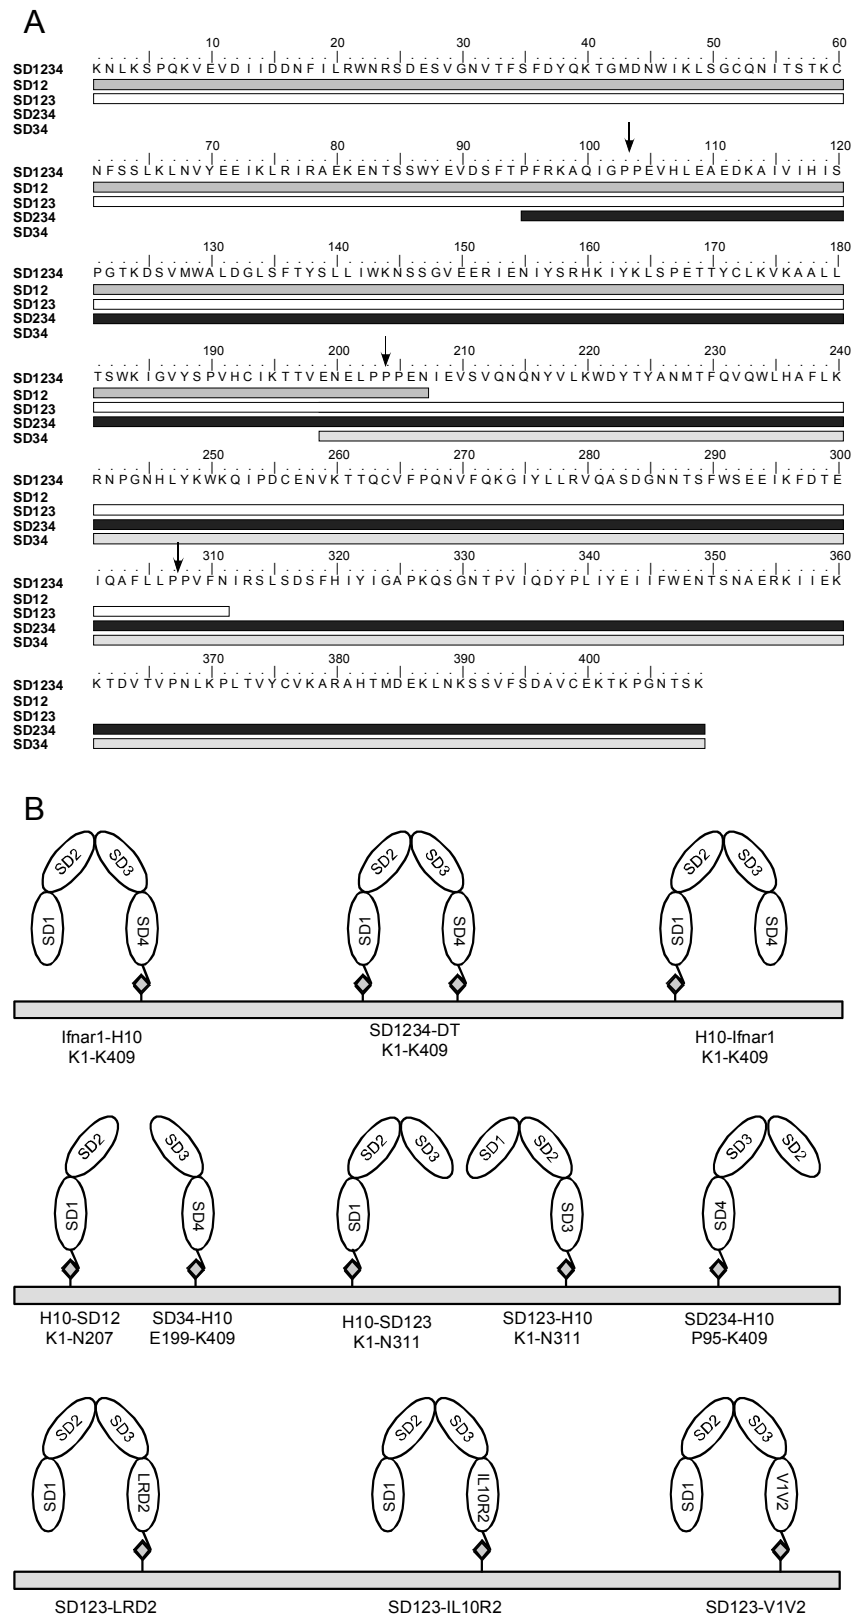 A
10 20 30 40 50 60
SD1234 KNLKSPQKVEVDIIDDNFILRWNRSDESVGNVTFSFDYQKTGMDNWIKLSGCQNITSTKC
SD12
SD123
SD234
SD34
70 80 90 100 110 120
SD1234 NFSSLKLNVYEEIKLRIRAEKENTSSWYEVDSFTPFRKAQIGPPEVHLEAEDKAIVIHIS
SD12
SD123
SD234
SD34
130 140 150 160 170 180
SD1234 PGTKDSVMWALDGLSFTYSLLIWKNSSGVEERIENIYSRHKIYKLSPETTYCLKVKAALL
SD12
SD123
SD234
SD34
190 200 210 220 230 240
SD1234 TSWKIGVYSPVHCIKTTVENELPPPENIEVSVQNQNYVLKWDYTYANMTFQVQWLHAFLK
SD12
SD123
SD234
SD34
250 260 270 280 290 300
SD1234 RNPGNHLYKWKQIPDCENVKTTQCVFPQNVFQKGIYLLRVQASDGNNTSFWSEEIKFDTE
SD12
SD123
SD234
SD34
310 320 330 340 350 360
SD1234 IQAFLLPPVFNIRSLSDSFHIYIGAPKQSGNTPVIQDYPLIYEIIFWENTSNAERKIIEK
SD12
SD123
SD234
SD34
370 380 390 400
SD1234 KTDVTVPNLKPLTVYCVKARAHTMDEKLNKSSVFSDAVCEKTKPGNTSK
SD12
SD123
SD234
SD34
B
SD2 SD3 SD2 SD3 SD2 SD3
SD1 SD4 SD1 SD4 SD1 SD4
Ifnar1-H10 SD1234-DT H10-Ifnar1
K1-K409 K1-K409 K1-K409
SD2 SD3 SD2 SD3 SD1 SD2 SD3 SD2
SD1 SD4 SD1 SD3 SD4
H10-SD12 SD34-H10 H10-SD123 SD123-H10 SD234-H10
K1-N207 E199-K409 K1-N311 K1-N311 P95-K409
SD2 SD3 SD2 SD3 SD2 SD3
SD1 LRD2 SD1 IL10R2 SD1 V1V2
SD123-LRD2 SD123-IL10R2 SD123-V1V2